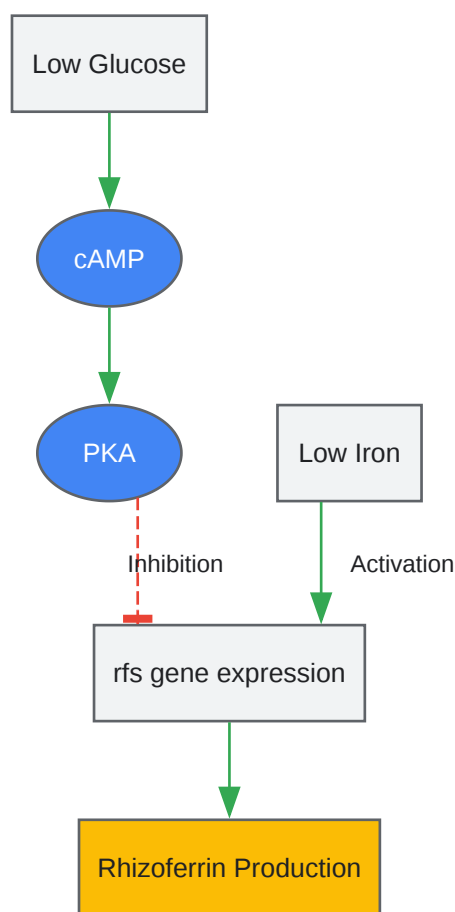 Low Glucose
cAMP
PKA
Low Iron
Inhibition
Activation
rfs gene expression
Rhizoferrin Production